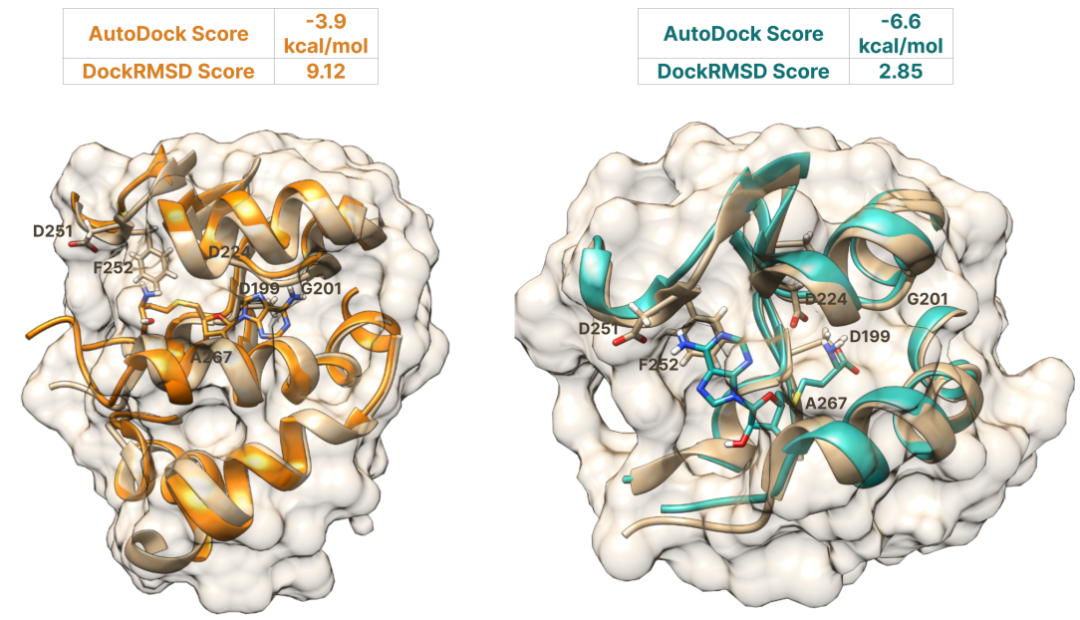 AutoDock Score
-3.9
kcal/mol
DockRMSD Score
9.12
AutoDock Score
-6.6
kcal/mol
DockRMSD Score
2.85
D251
F252
D224
D199
G201
A267
D251
F252
D224
G201
D199
A267